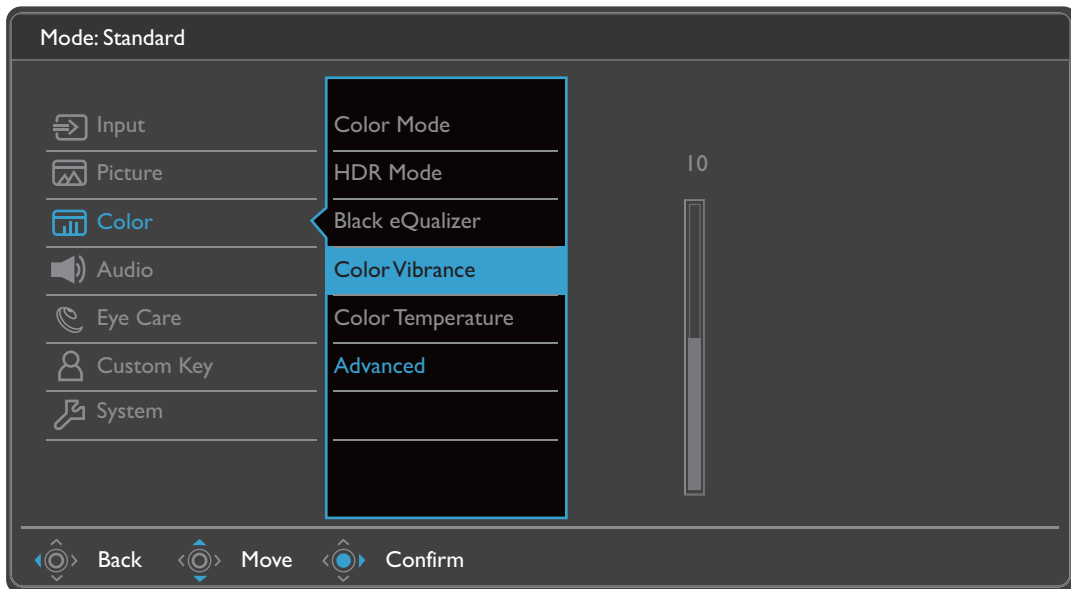 Mode: Standard
Input
Picture
Color
Audio
Eye Care
Custom Key
System
Color Mode
HDR Mode
Black eQualizer
Color Vibrance
Color Temperature
Advanced
10
Back Move Confirm